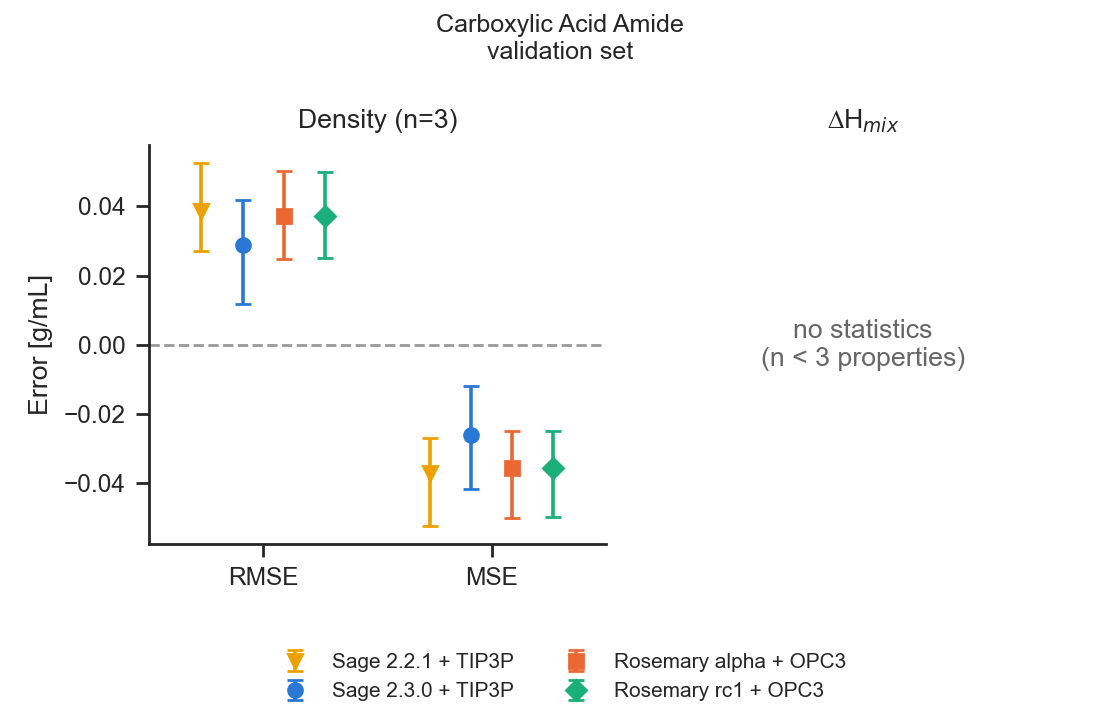 Carboxylic Acid Amide
validation set
Density (n=3)
ΔH_mix
Error [g/mL]
0.04
0.02
0.00
−0.02
−0.04
RMSE
MSE
no statistics
(n < 3 properties)
Sage 2.2.1 + TIP3P
Sage 2.3.0 + TIP3P
Rosemary alpha + OPC3
Rosemary rc1 + OPC3